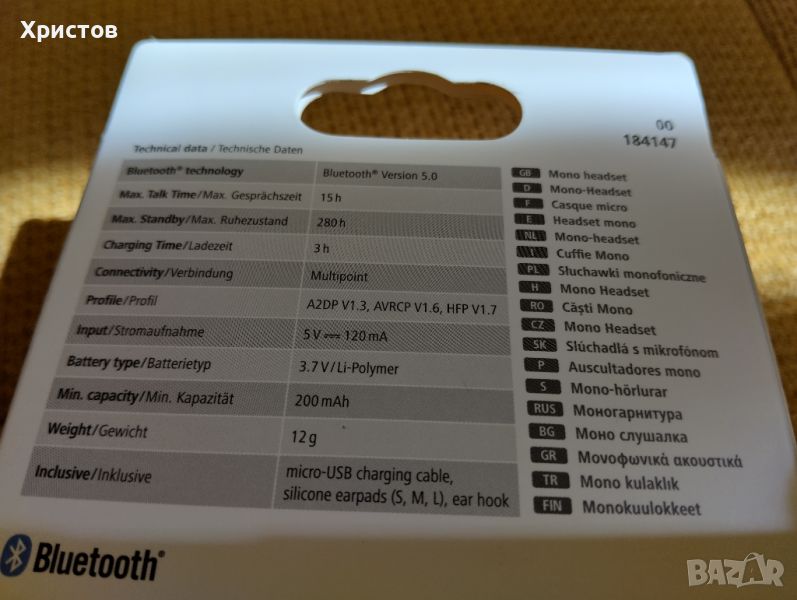 Христов
00
184147
Technical data / Technische Daten
Bluetooth® technology Bluetooth® Version 5.0
Max. Talk Time/Max. Gesprächszeit 15 h
Max. Standby/Max. Ruhezustand 280 h
Charging Time/Ladezeit 3 h
Connectivity/Verbindung Multipoint
Profile/Profil A2DP V1.3, AVRCP V1.6, HFP V1.7
Input/Stromaufnahme 5 V ⎓ 120 mA
Battery type/Batterietyp 3.7 V/Li-Polymer
Min. capacity/Min. Kapazität 200 mAh
Weight/Gewicht 12 g
Inclusive/Inklusive micro-USB charging cable,
silicone earpads (S, M, L), ear hook
GB Mono headset
D Mono-Headset
F Casque micro
E Headset mono
NL Mono-headset
I Cuffie Mono
PL Słuchawki monofoniczne
H Mono Headset
RO Căşti Mono
CZ Mono Headset
SK Slúchadlá s mikrofónom
P Auscultadores mono
S Mono-hörlurar
RUS Моногарнитура
BG Моно слушалка
GR Μονοφωνικά ακουστικά
TR Mono kulaklık
FIN Monokuulokkeet
Bluetooth®
BAZAR